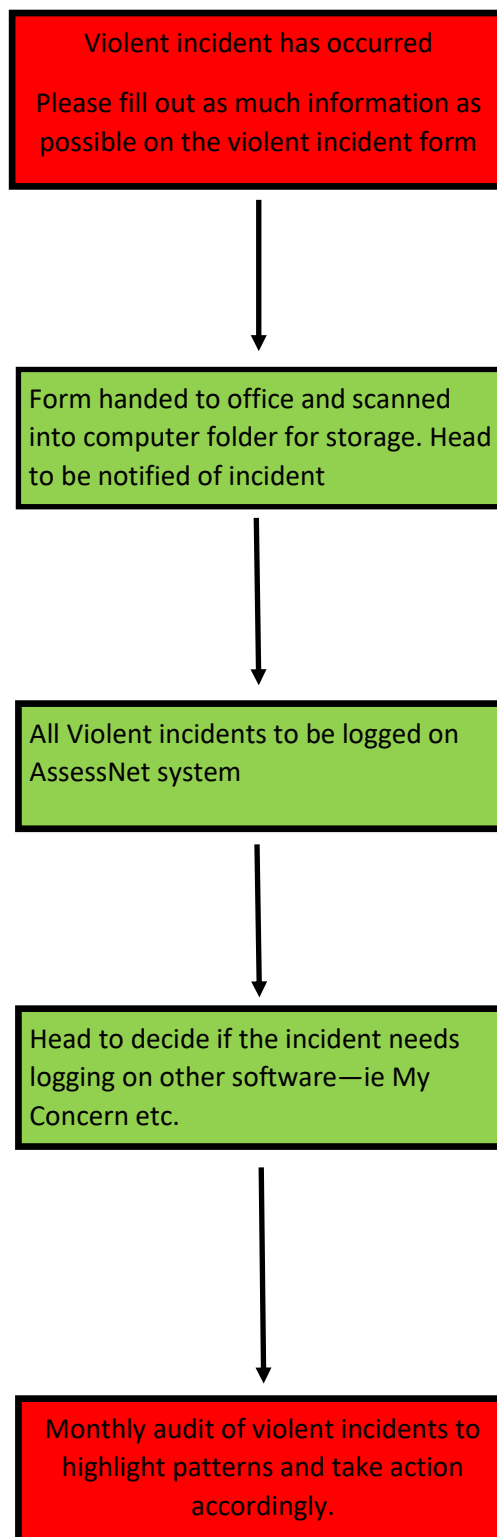 Violent incident has occurred
Please fill out as much information as
possible on the violent incident form
Form handed to office and scanned
into computer folder for storage. Head
to be notified of incident
All Violent incidents to be logged on
AssessNet system
Head to decide if the incident needs
logging on other software—ie My
Concern etc.
Monthly audit of violent incidents to
highlight patterns and take action
accordingly.